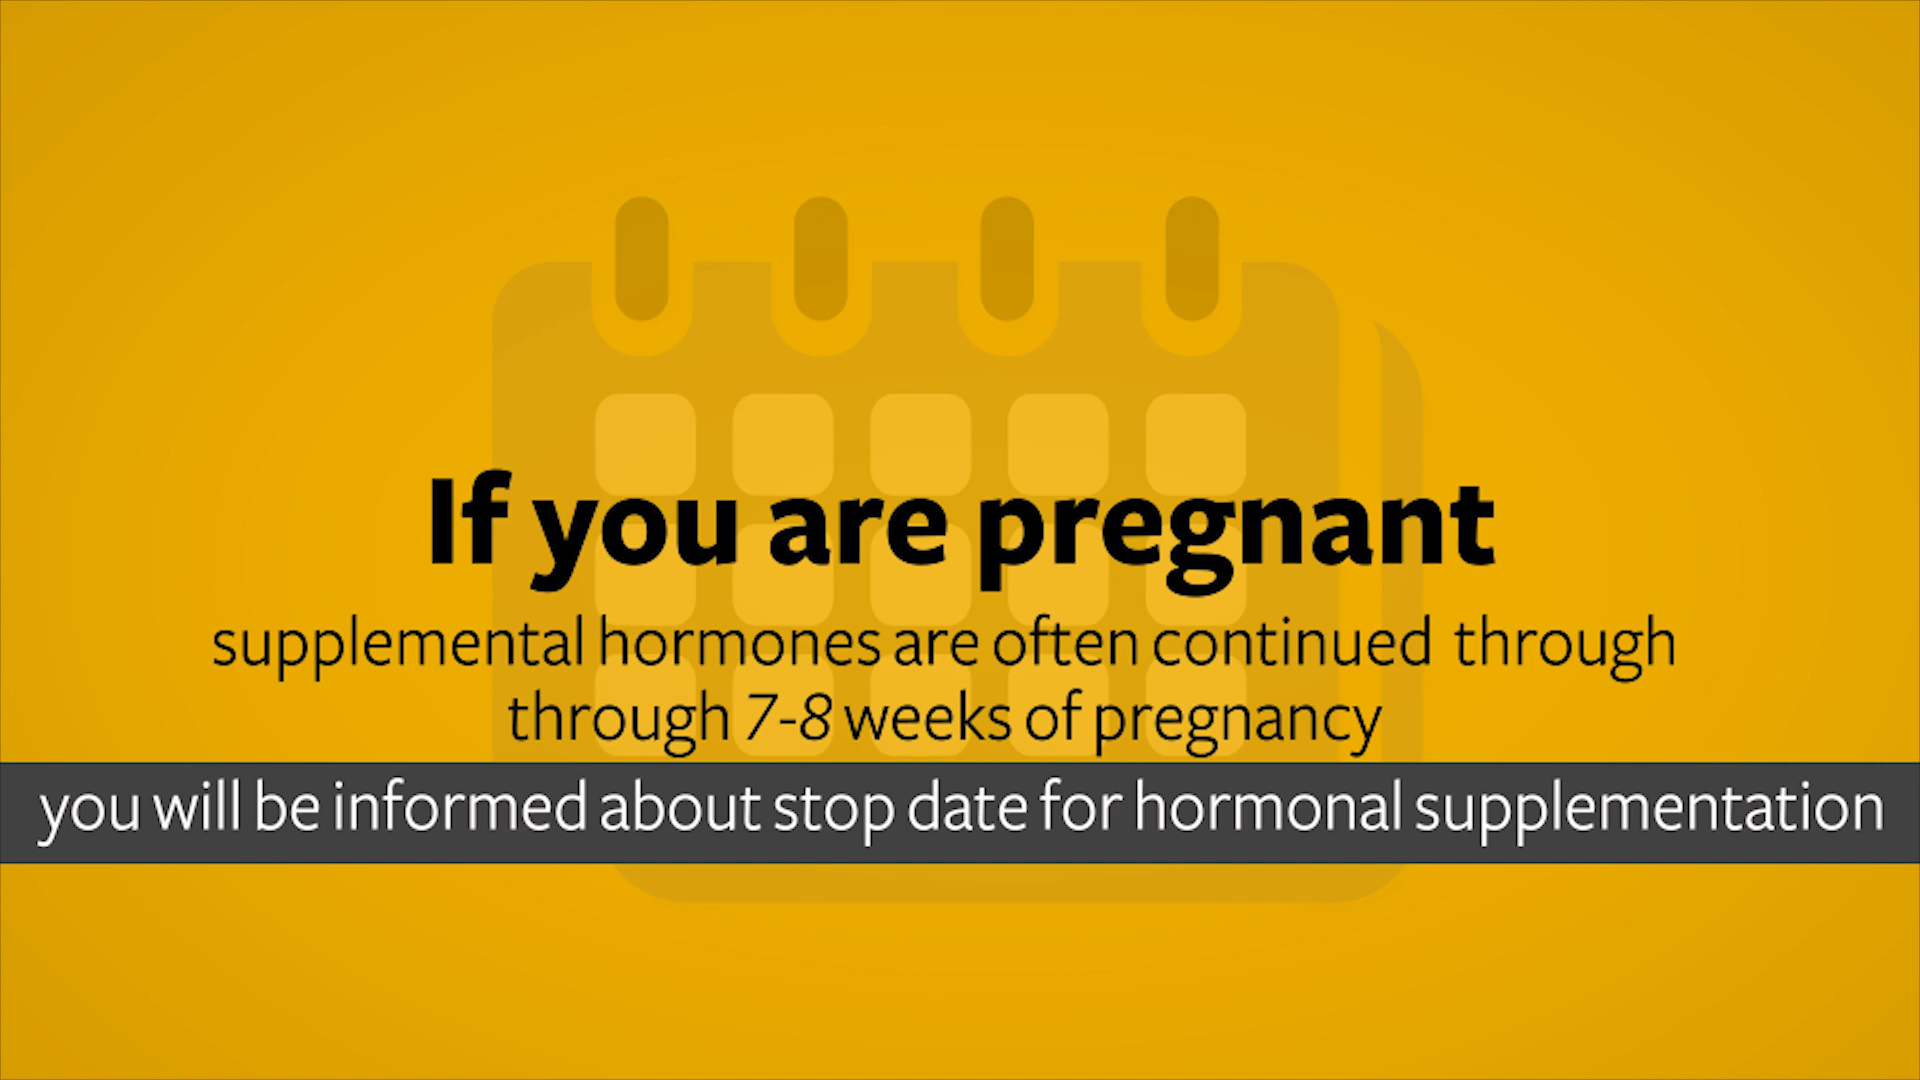 If you are pregnant
supplemental hormones are often continued through
through 7-8 weeks of pregnancy
you will be informed about stop date for hormonal supplementation